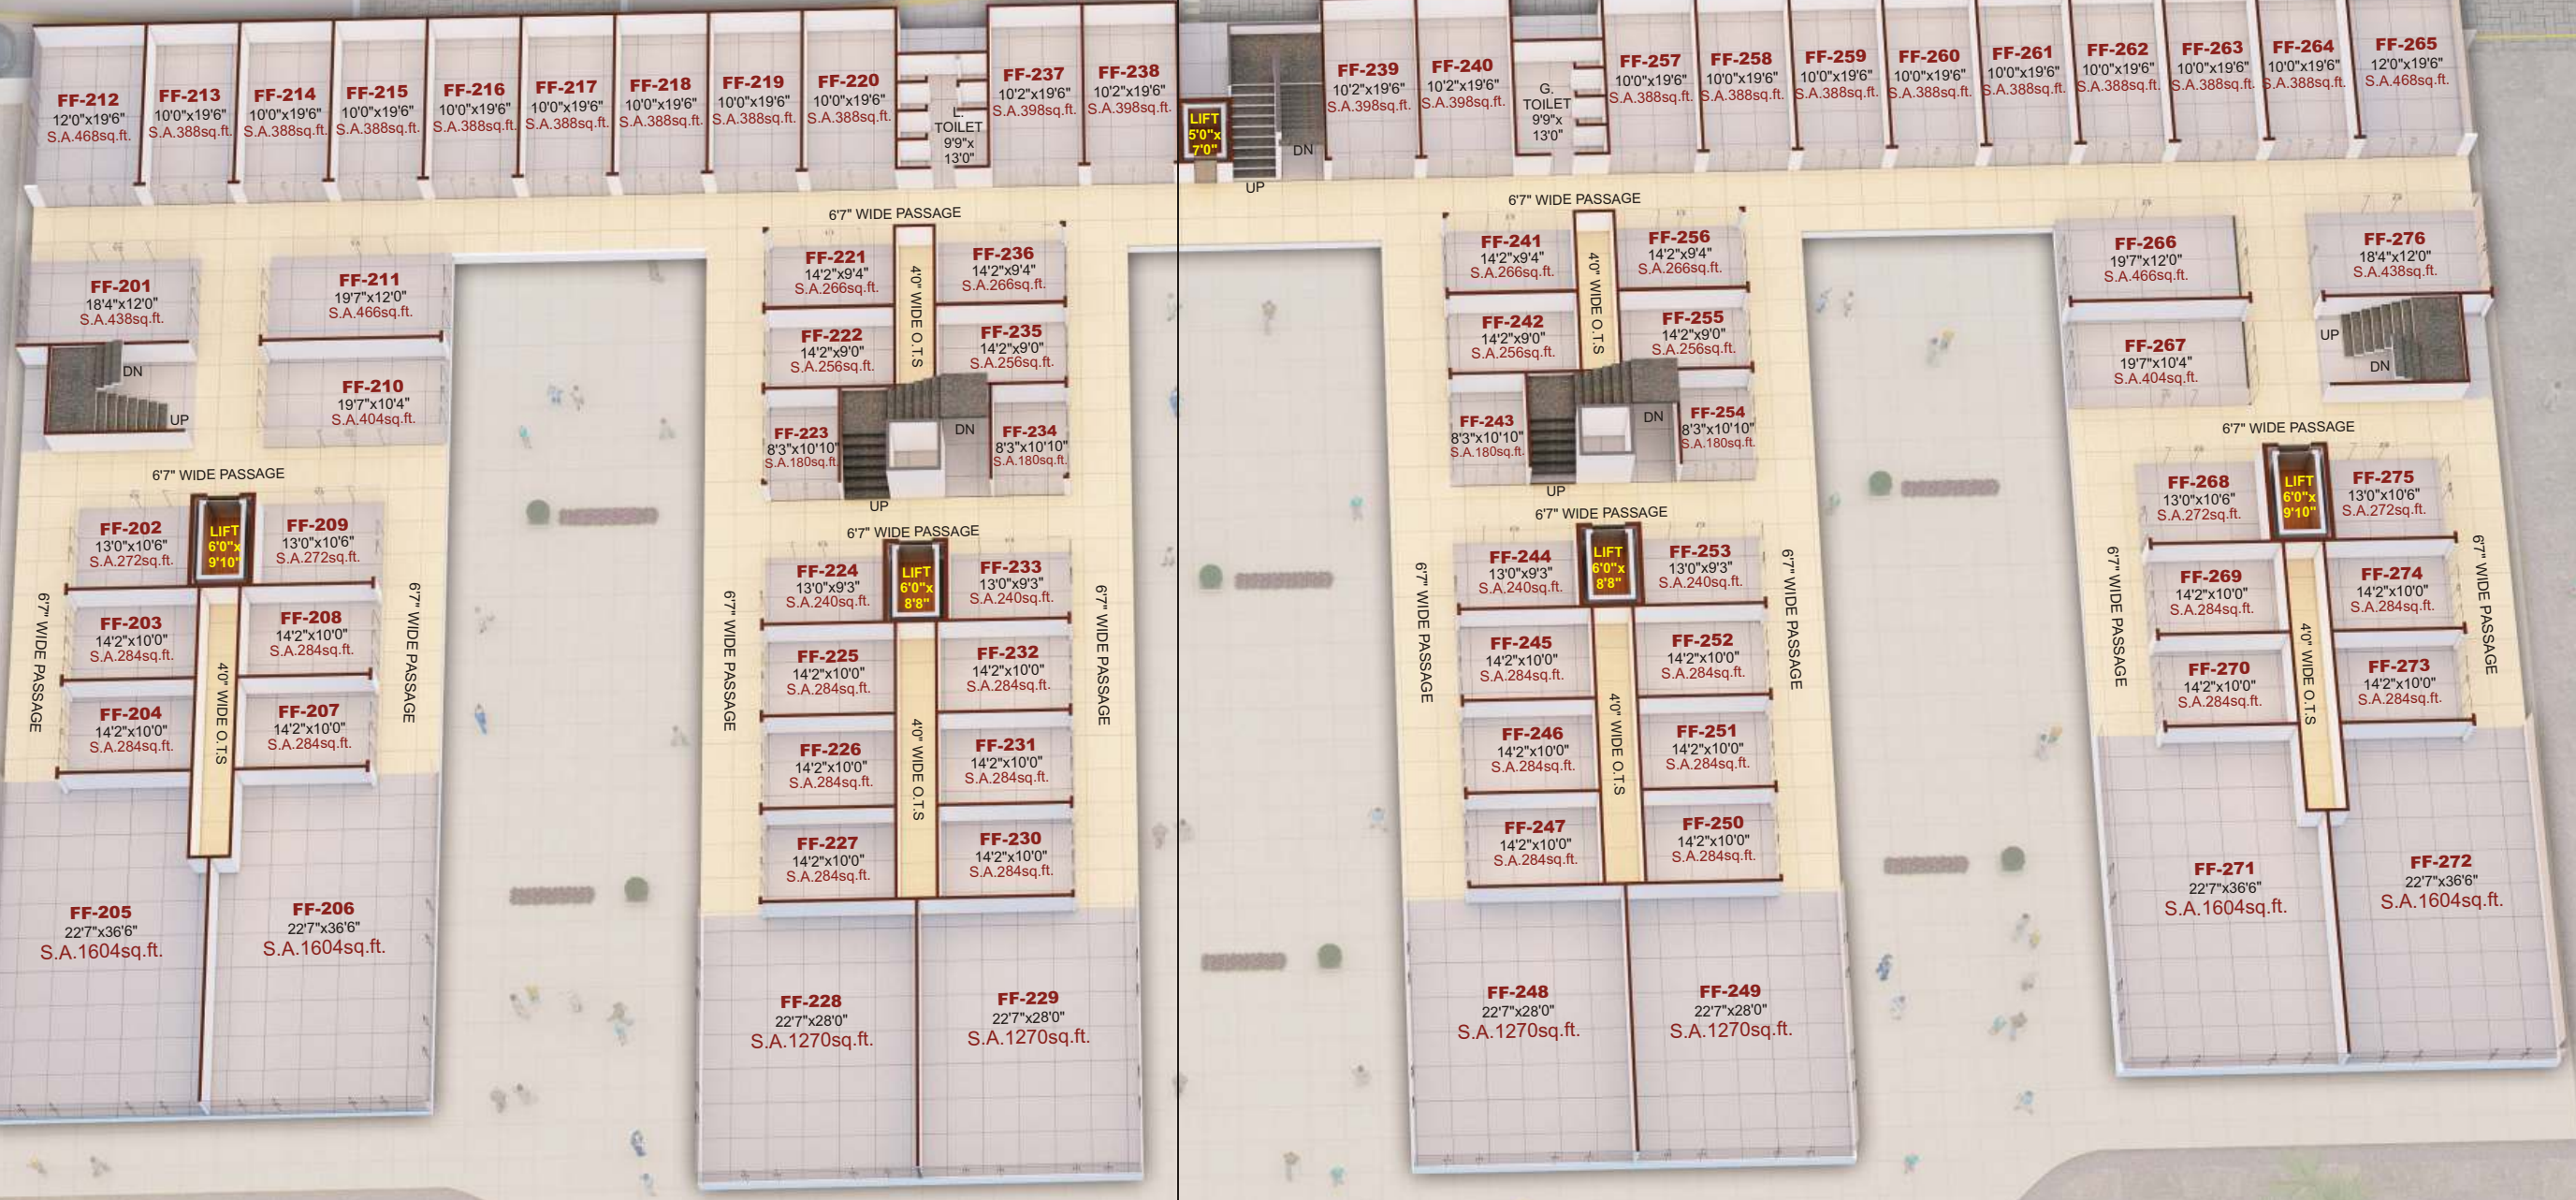 FF-212
12'0"x19'6"
S.A.468sq.ft.
FF-213
10'0"x19'6"
S.A.388sq.ft.
FF-214
10'0"x19'6"
S.A.388sq.ft.
FF-215
10'0"x19'6"
S.A.388sq.ft.
FF-216
10'0"x19'6"
S.A.388sq.ft.
FF-217
10'0"x19'6"
S.A.388sq.ft.
FF-218
10'0"x19'6"
S.A.388sq.ft.
FF-219
10'0"x19'6"
S.A.388sq.ft.
FF-220
10'0"x19'6"
S.A.388sq.ft.
L.
TOILET
9'9"x
13'0"
FF-237
10'2"x19'6"
S.A.398sq.ft.
FF-238
10'2"x19'6"
S.A.398sq.ft.
LIFT
5'0"x
7'0"
DN
UP
FF-239
10'2"x19'6"
S.A.398sq.ft.
FF-240
10'2"x19'6"
S.A.398sq.ft.
G.
TOILET
9'9"x
13'0"
FF-257
10'0"x19'6"
S.A.388sq.ft.
FF-258
10'0"x19'6"
S.A.388sq.ft.
FF-259
10'0"x19'6"
S.A.388sq.ft.
FF-260
10'0"x19'6"
S.A.388sq.ft.
FF-261
10'0"x19'6"
S.A.388sq.ft.
FF-262
10'0"x19'6"
S.A.388sq.ft.
FF-263
10'0"x19'6"
S.A.388sq.ft.
FF-264
10'0"x19'6"
S.A.388sq.ft.
FF-265
12'0"x19'6"
S.A.468sq.ft.
6'7" WIDE PASSAGE
6'7" WIDE PASSAGE
FF-201
18'4"x12'0"
S.A.438sq.ft.
FF-211
19'7"x12'0"
S.A.466sq.ft.
DN
UP
FF-210
19'7"x10'4"
S.A.404sq.ft.
6'7" WIDE PASSAGE
FF-202
13'0"x10'6"
S.A.272sq.ft.
LIFT
6'0"x
9'10"
FF-209
13'0"x10'6"
S.A.272sq.ft.
6'7" WIDE PASSAGE
FF-203
14'2"x10'0"
S.A.284sq.ft.
4'0" WIDE O.T.S
FF-208
14'2"x10'0"
S.A.284sq.ft.
6'7" WIDE PASSAGE
FF-204
14'2"x10'0"
S.A.284sq.ft.
FF-207
14'2"x10'0"
S.A.284sq.ft.
FF-205
22'7"x36'6"
S.A.1604sq.ft.
FF-206
22'7"x36'6"
S.A.1604sq.ft.
FF-221
14'2"x9'4"
S.A.266sq.ft.
4'0" WIDE O.T.S
FF-236
14'2"x9'4"
S.A.266sq.ft.
FF-222
14'2"x9'0"
S.A.256sq.ft.
FF-235
14'2"x9'0"
S.A.256sq.ft.
FF-223
8'3"x10'10"
S.A.180sq.ft.
DN
UP
FF-234
8'3"x10'10"
S.A.180sq.ft.
6'7" WIDE PASSAGE
FF-224
13'0"x9'3"
S.A.240sq.ft.
LIFT
6'0"x
8'8"
FF-233
13'0"x9'3"
S.A.240sq.ft.
6'7" WIDE PASSAGE
FF-225
14'2"x10'0"
S.A.284sq.ft.
4'0" WIDE O.T.S
FF-232
14'2"x10'0"
S.A.284sq.ft.
6'7" WIDE PASSAGE
FF-226
14'2"x10'0"
S.A.284sq.ft.
FF-231
14'2"x10'0"
S.A.284sq.ft.
FF-227
14'2"x10'0"
S.A.284sq.ft.
FF-230
14'2"x10'0"
S.A.284sq.ft.
FF-228
22'7"x28'0"
S.A.1270sq.ft.
FF-229
22'7"x28'0"
S.A.1270sq.ft.
FF-241
14'2"x9'4"
S.A.266sq.ft.
4'0" WIDE O.T.S
FF-256
14'2"x9'4"
S.A.266sq.ft.
FF-242
14'2"x9'0"
S.A.256sq.ft.
FF-255
14'2"x9'0"
S.A.256sq.ft.
FF-243
8'3"x10'10"
S.A.180sq.ft.
DN
UP
FF-254
8'3"x10'10"
S.A.180sq.ft.
6'7" WIDE PASSAGE
FF-244
13'0"x9'3"
S.A.240sq.ft.
LIFT
6'0"x
8'8"
FF-253
13'0"x9'3"
S.A.240sq.ft.
6'7" WIDE PASSAGE
FF-245
14'2"x10'0"
S.A.284sq.ft.
4'0" WIDE O.T.S
FF-252
14'2"x10'0"
S.A.284sq.ft.
6'7" WIDE PASSAGE
FF-246
14'2"x10'0"
S.A.284sq.ft.
FF-251
14'2"x10'0"
S.A.284sq.ft.
FF-247
14'2"x10'0"
S.A.284sq.ft.
FF-250
14'2"x10'0"
S.A.284sq.ft.
FF-248
22'7"x28'0"
S.A.1270sq.ft.
FF-249
22'7"x28'0"
S.A.1270sq.ft.
FF-266
19'7"x12'0"
S.A.466sq.ft.
FF-276
18'4"x12'0"
S.A.438sq.ft.
FF-267
19'7"x10'4"
S.A.404sq.ft.
UP
DN
6'7" WIDE PASSAGE
FF-268
13'0"x10'6"
S.A.272sq.ft.
LIFT
6'0"x
9'10"
FF-275
13'0"x10'6"
S.A.272sq.ft.
6'7" WIDE PASSAGE
FF-269
14'2"x10'0"
S.A.284sq.ft.
4'0" WIDE O.T.S
FF-274
14'2"x10'0"
S.A.284sq.ft.
6'7" WIDE PASSAGE
FF-270
14'2"x10'0"
S.A.284sq.ft.
FF-273
14'2"x10'0"
S.A.284sq.ft.
FF-271
22'7"x36'6"
S.A.1604sq.ft.
FF-272
22'7"x36'6"
S.A.1604sq.ft.